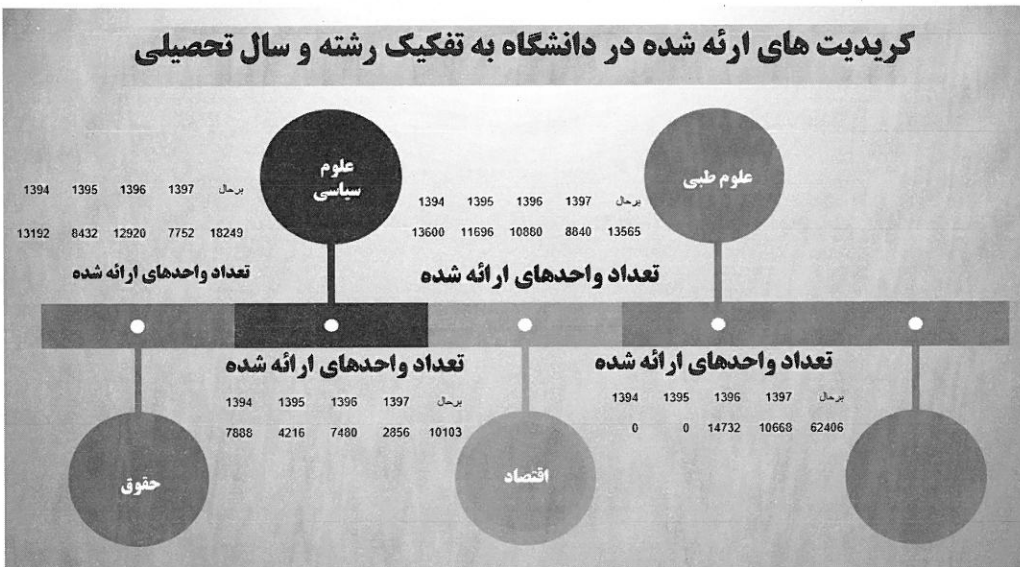 کریدیت های ارئه شده در دانشگاه به تفکیک رشته و سال تحصیلی
علوم
سیاسی
علوم طبی
1394 1395 1396 1397 برحال
13192 8432 12920 7752 18249
تعداد واحدهای ارائه شده
1394 1395 1396 1397 برحال
13600 11696 10880 8840 13565
تعداد واحدهای ارائه شده
تعداد واحدهای ارائه شده
1394 1395 1396 1397 برحال
7888 4216 7480 2856 10103
تعداد واحدهای ارائه شده
1394 1395 1396 1397 برحال
0 0 14732 10668 62406
حقوق
اقتصاد